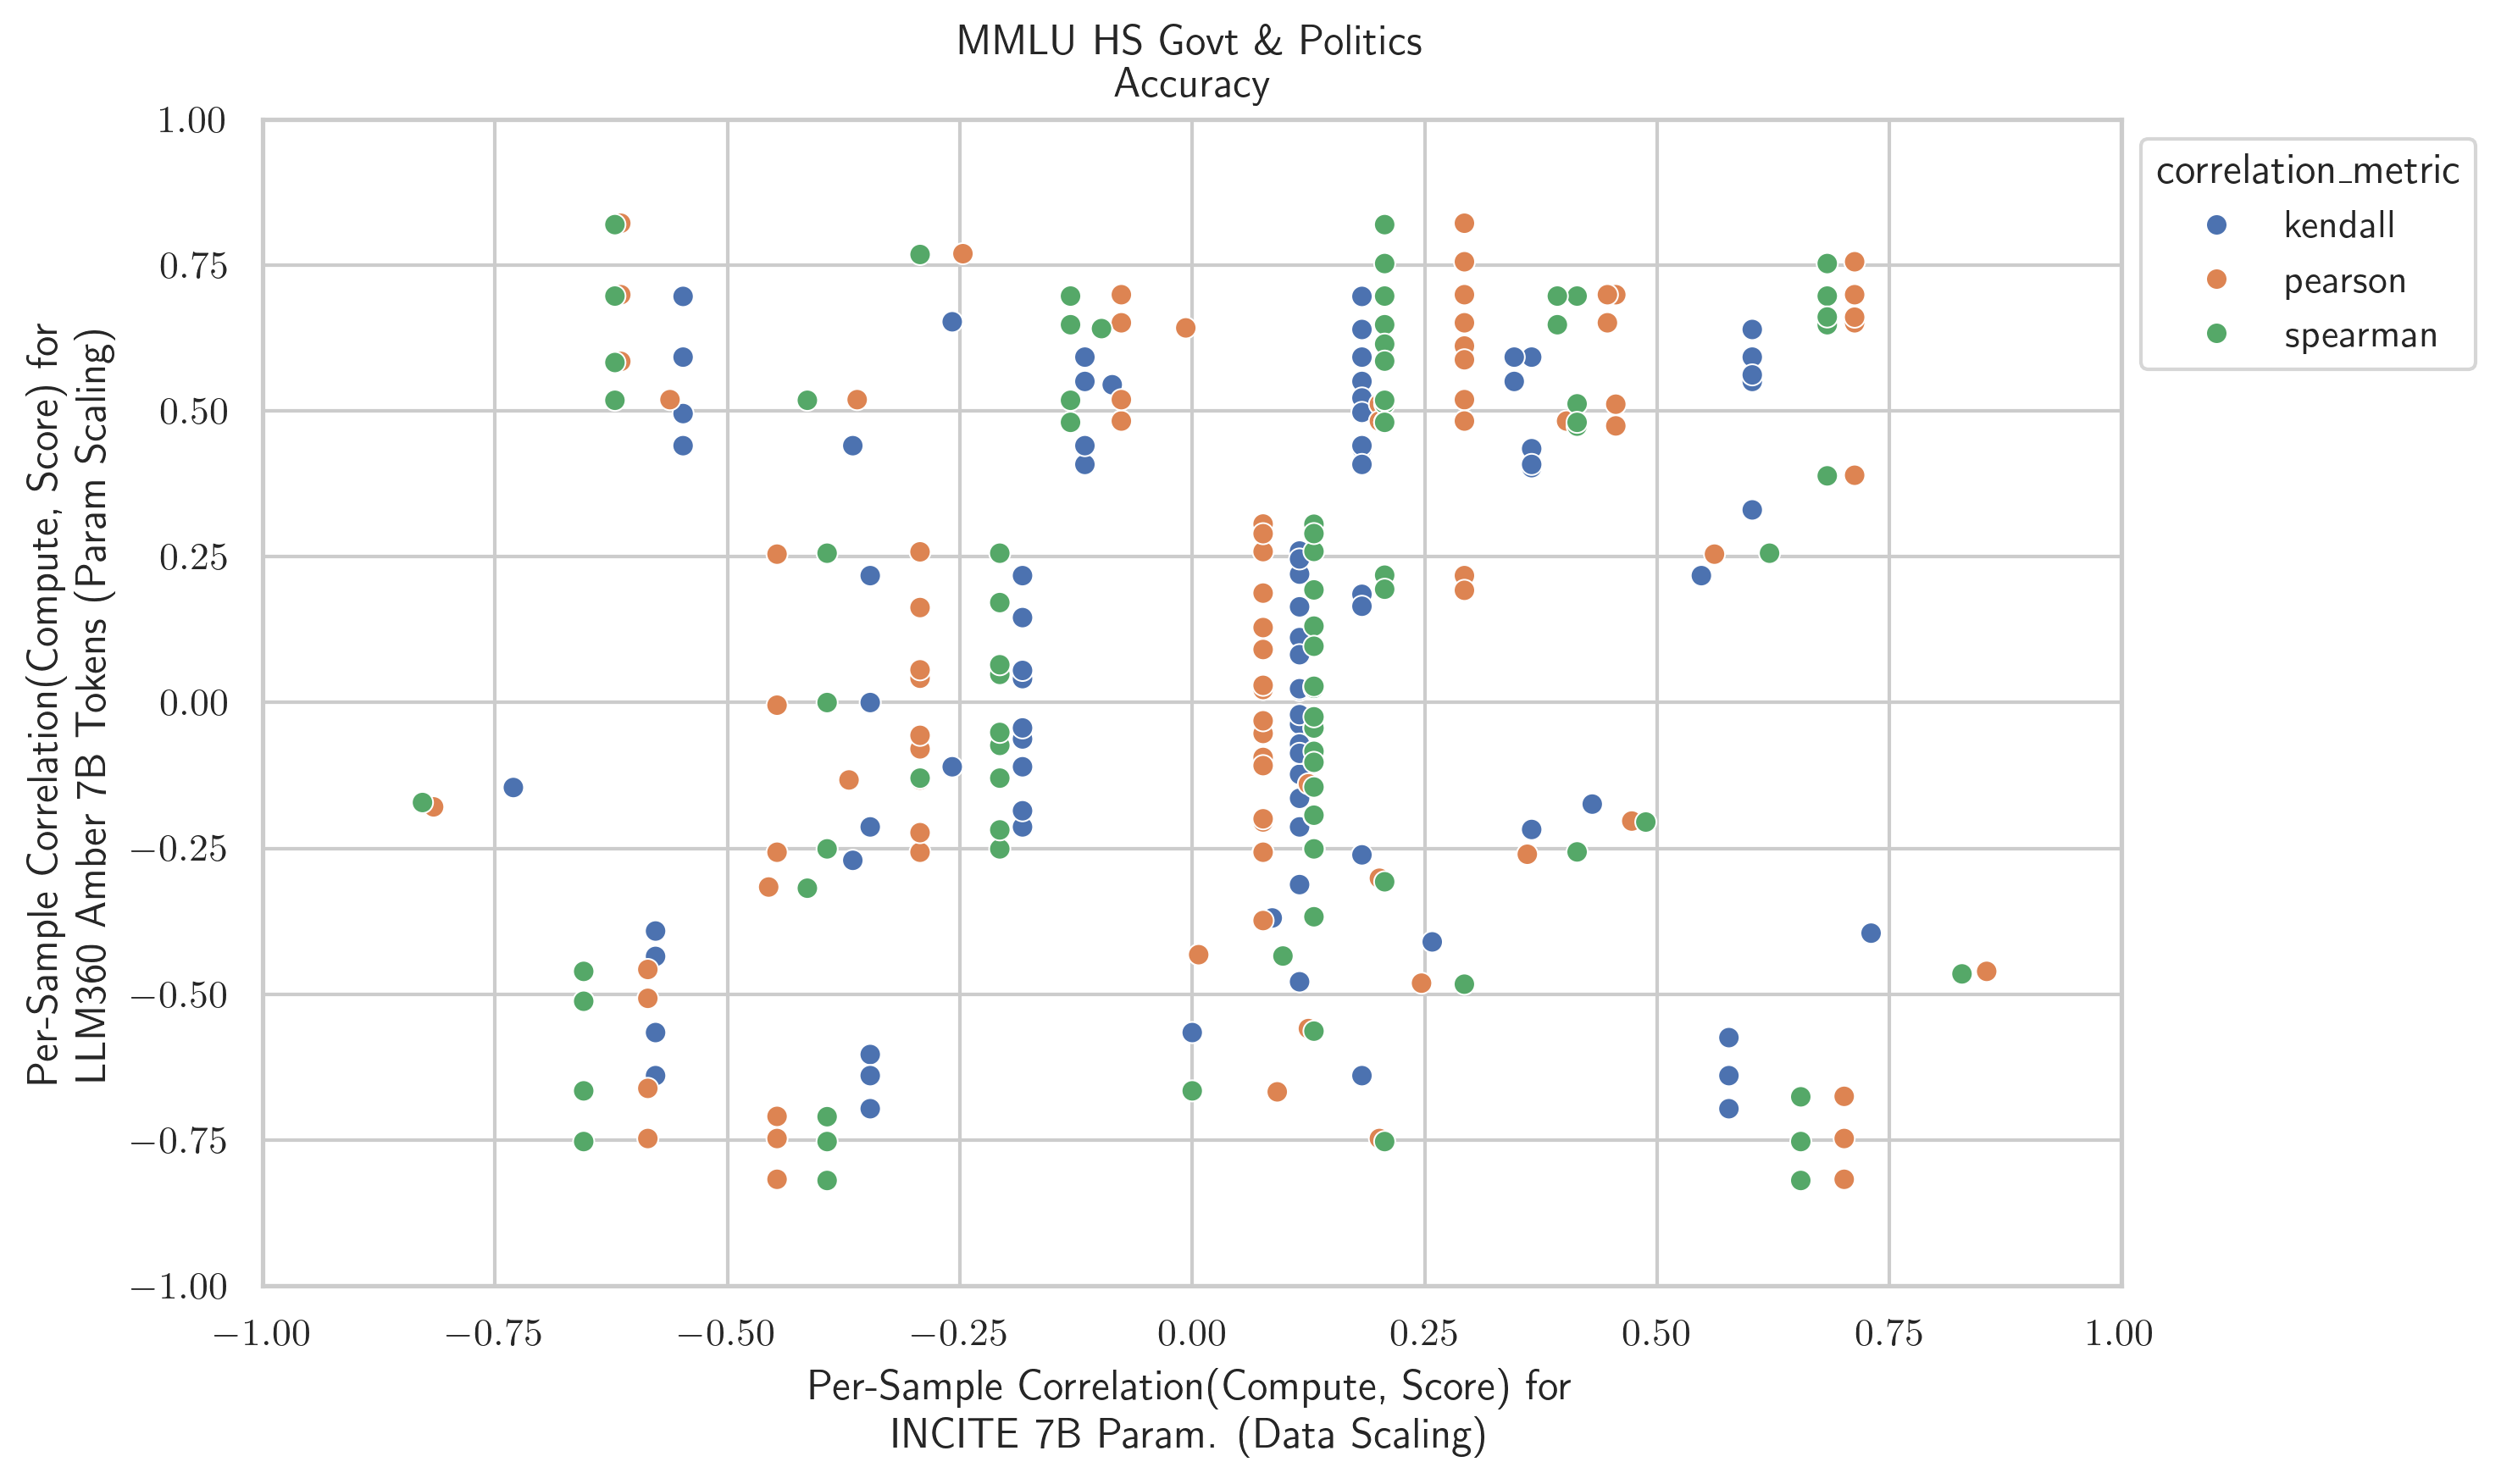 MMLU HS Govt & Politics
Accuracy
1.00
0.75
0.50
0.25
0.00
−0.25
−0.50
−0.75
−1.00
Per-Sample Correlation(Compute, Score) for
LLM360 Amber 7B Tokens (Param Scaling)
−1.00 −0.75 −0.50 −0.25 0.00 0.25 0.50 0.75 1.00
Per-Sample Correlation(Compute, Score) for
INCITE 7B Param. (Data Scaling)
correlation_metric
kendall
pearson
spearman